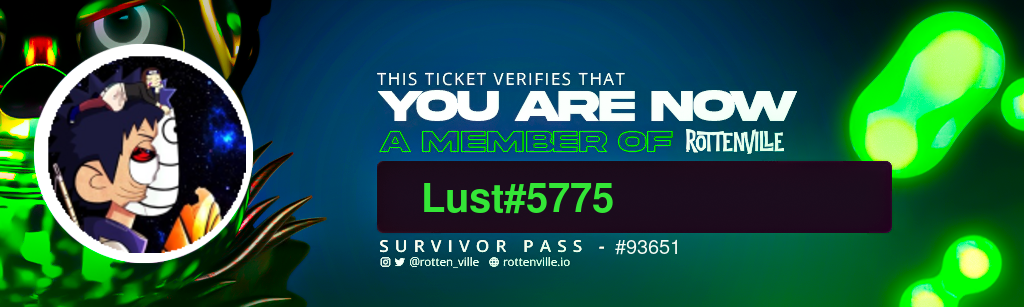 THIS TICKET VERIFIES THAT
YOU ARE NOW
A MEMBER OF ROTTENVILLE
Lust#5775
SURVIVOR PASS - #93651
@rotten_ville rottenville.io